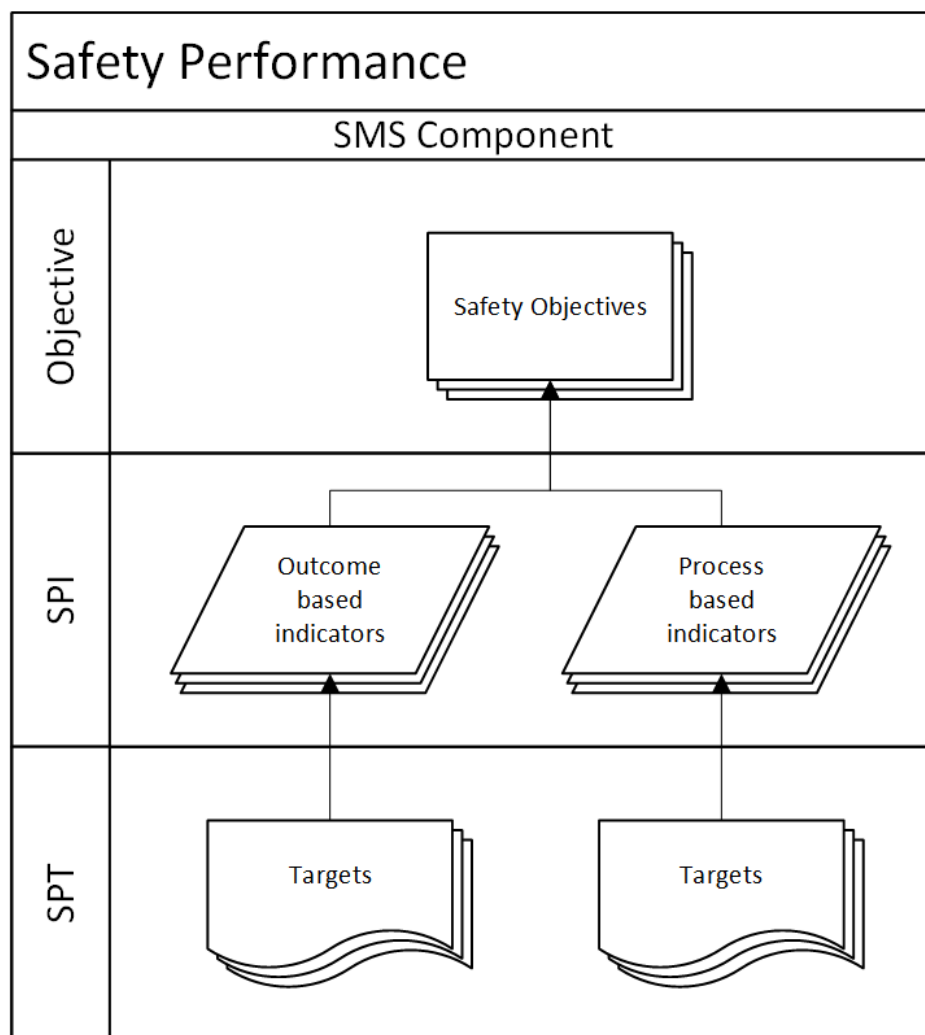 Safety Performance
SMS Component
Objective
Safety Objectives
SPI
Outcome
based
indicators
Process
based
indicators
SPT
Targets
Targets